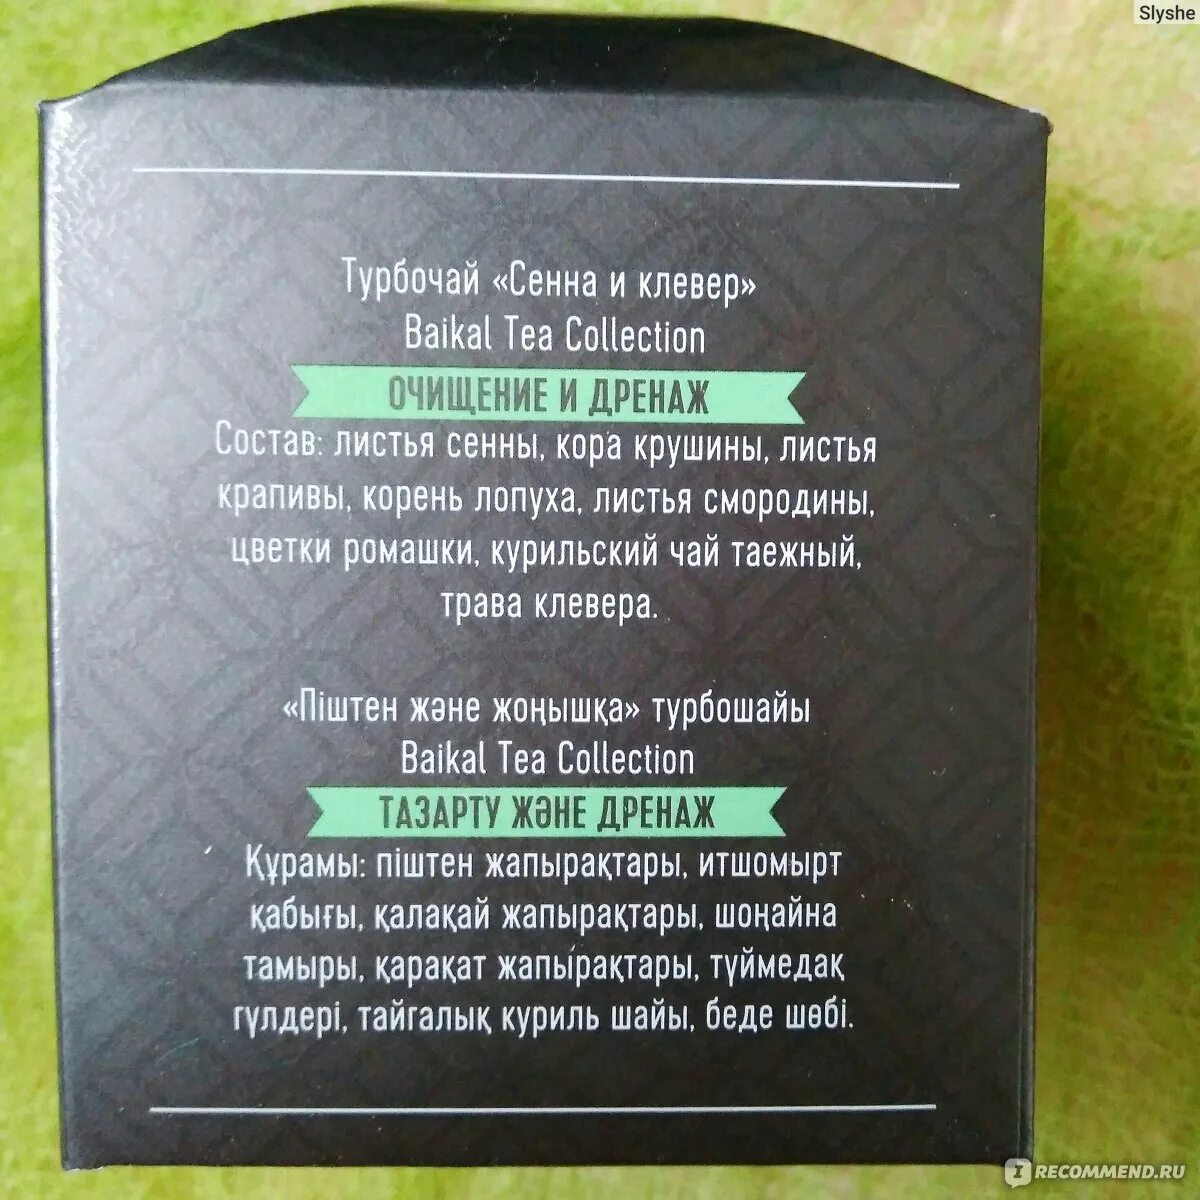 Slyshe
Турбочай «Сенна и клевер»
Baikal Tea Collection
ОЧИЩЕНИЕ И ДРЕНАЖ
Состав: листья сенны, кора крушины, листья
крапивы, корень лопуха, листья смородины,
цветки ромашки, курильский чай таежный,
трава клевера.
«Піштен және жоңышқа» турбошайы
Baikal Tea Collection
ТАЗАРТУ ЖӘНЕ ДРЕНАЖ
Құрамы: піштен жапырақтары, итшомырт
қабығы, қалақай жапырақтары, шоңайна
тамыры, қарақат жапырақтары, түймедақ
гүлдері, тайгалық куриль шайы, беде шөбі.
IRECOMMEND.RU